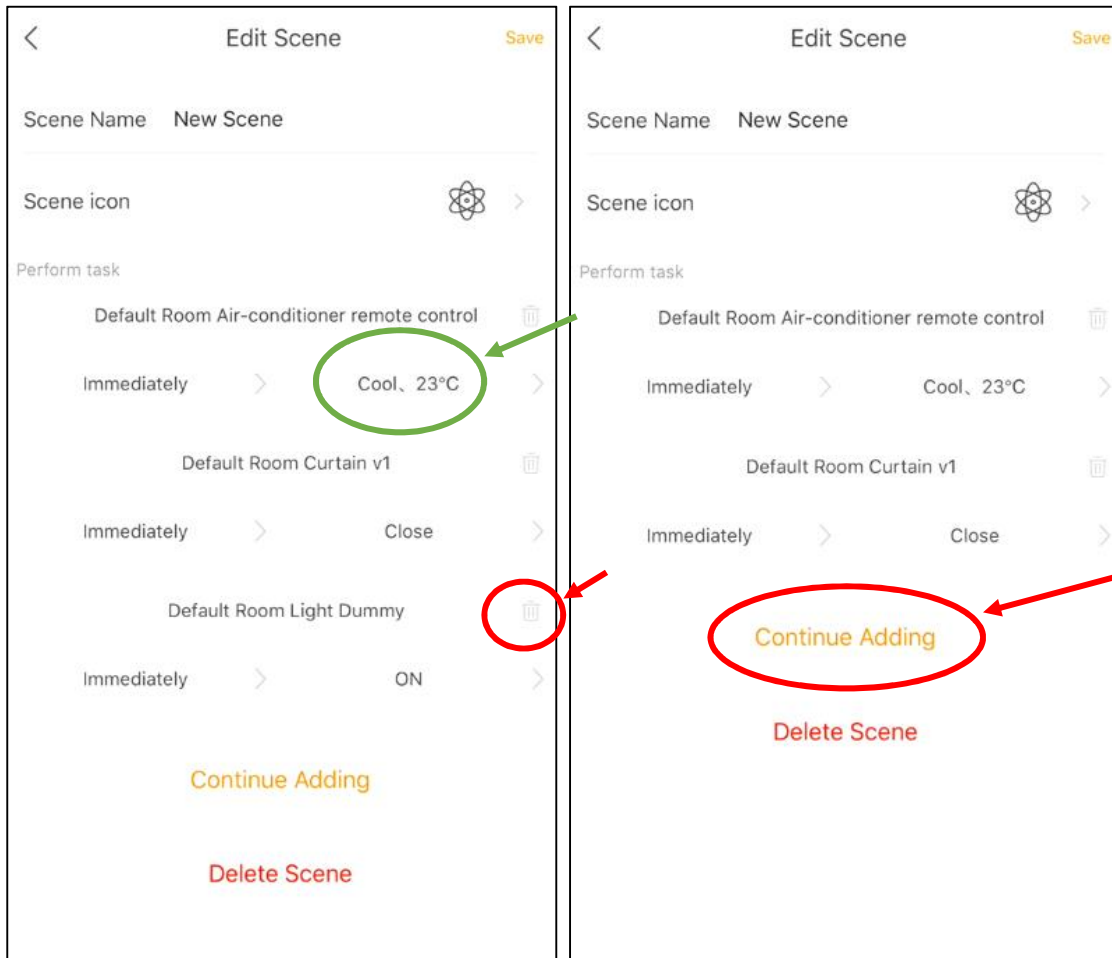 Edit Scene Save
Scene Name New Scene
Scene icon
Perform task
Default Room Air-conditioner remote control
Immediately Cool、23°C
Default Room Curtain v1
Immediately Close
Default Room Light Dummy
Immediately ON
Continue Adding
Delete Scene
Edit Scene Save
Scene Name New Scene
Scene icon
Perform task
Default Room Air-conditioner remote control
Immediately Cool、23°C
Default Room Curtain v1
Immediately Close
Continue Adding
Delete Scene